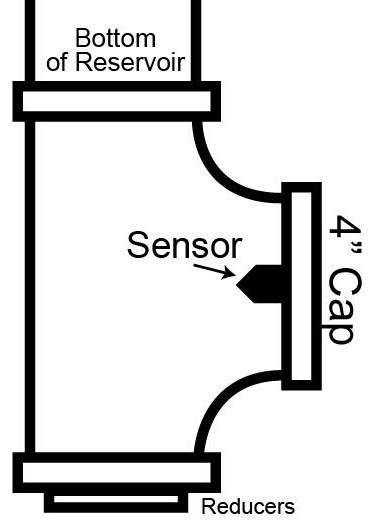 Bottom
of Reservoir
Sensor
4” Cap
Reducers